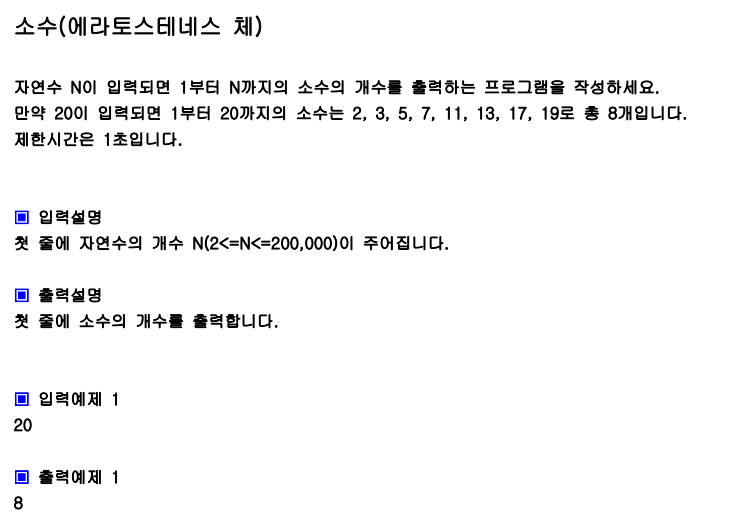 소수(에라토스테네스 체)
자연수 N이 입력되면 1부터 N까지의 소수의 개수를 출력하는 프로그램을 작성하세요.
만약 20이 입력되면 1부터 20까지의 소수는 2, 3, 5, 7, 11, 13, 17, 19로 총 8개입니다.
제한시간은 1초입니다.
▣ 입력설명
첫 줄에 자연수의 개수 N(2<=N<=200,000)이 주어집니다.
▣ 출력설명
첫 줄에 소수의 개수를 출력합니다.
▣ 입력예제 1
20
▣ 출력예제 1
8